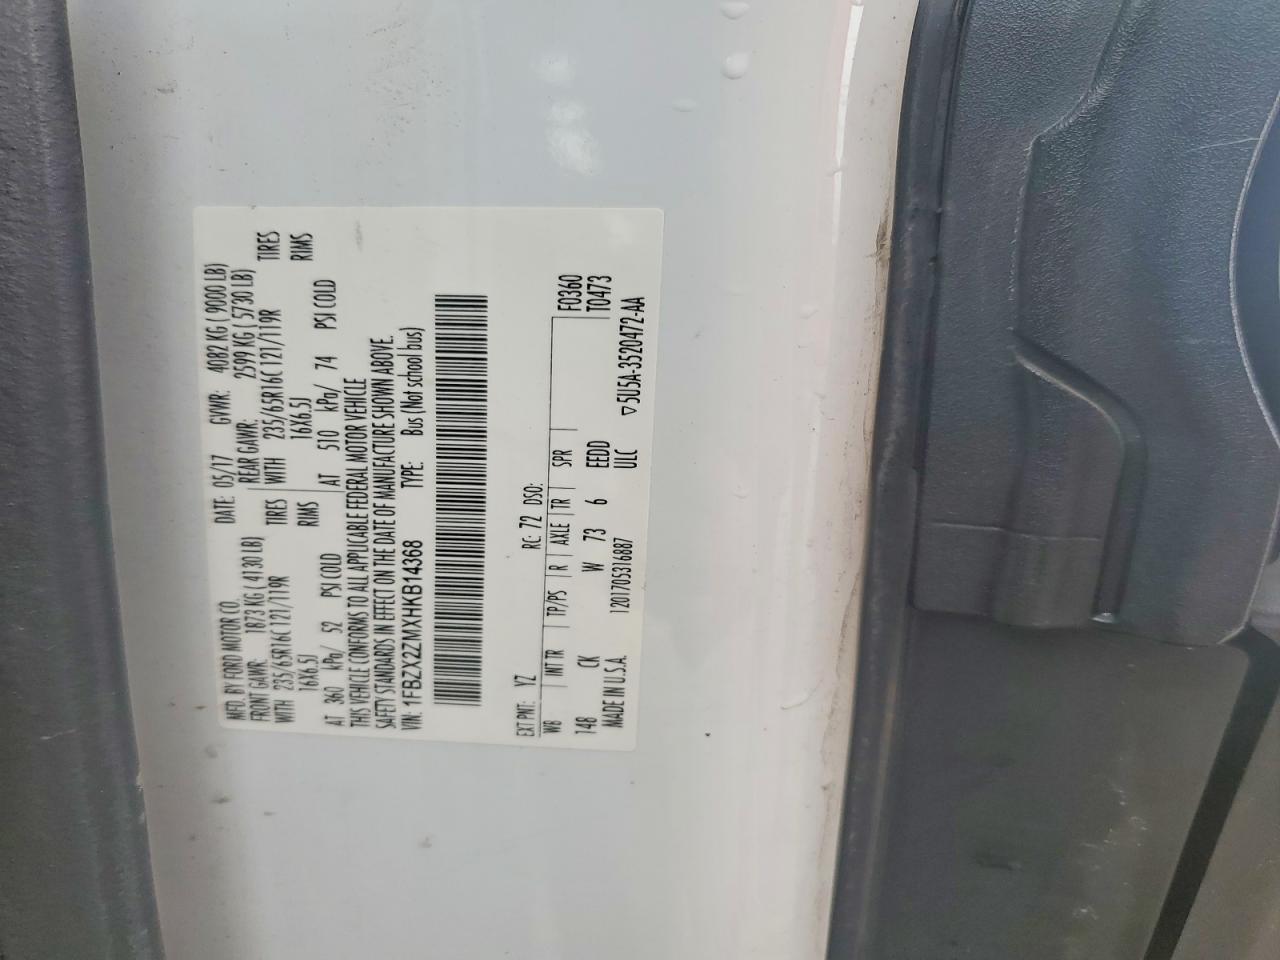 MFD. BY FORD MOTOR CO. DATE: 05/17 GVWR: 4082 KG ( 9000 LB)
FRONT GAWR: 1873 KG ( 4130 LB) REAR GAWR: 2599 KG ( 5730 LB)
WITH 235/65R16C 121/119R TIRES WITH 235/65R16C 121/119R TIRES
16X6.5J RIMS 16X6.5J RIMS
AT 360 kPa/ 52 PSI COLD AT 510 kPa/ 74 PSI COLD
THIS VEHICLE CONFORMS TO ALL APPLICABLE FEDERAL MOTOR VEHICLE
SAFETY STANDARDS IN EFFECT ON THE DATE OF MANUFACTURE SHOWN ABOVE.
VIN: 1FBZX2ZMXHKB14368 TYPE: Bus (Not school bus)
EXT PNT: YZ RC: 72 DSO:
WB INT TR TP/PS R AXLE TR SPR F0360
148 CK W 73 6 EEDD T0473
MADE IN U.S.A. 1201705316887 ULC ▽5U5A-3520472-AA